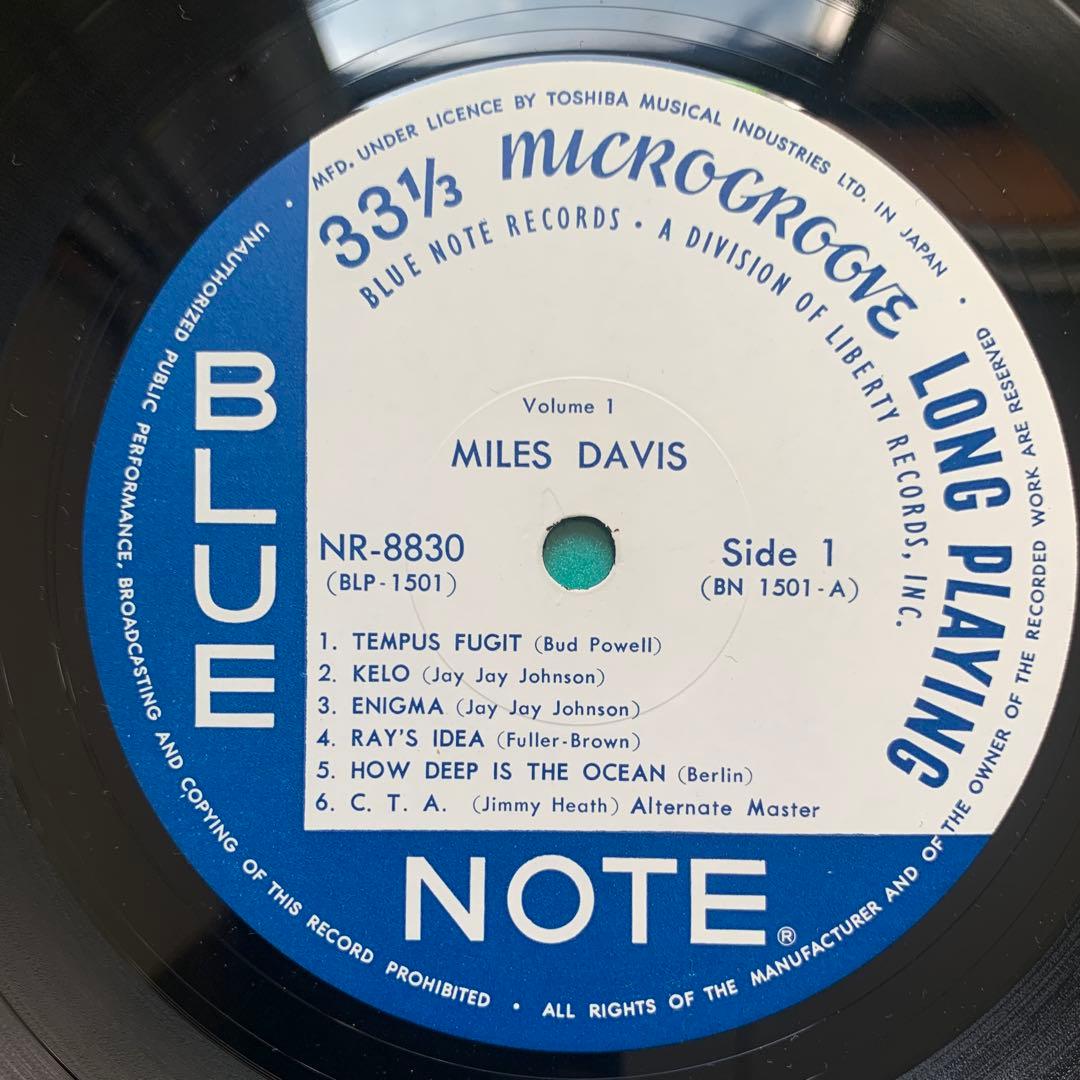 MFD. UNDER LICENCE BY TOSHIBA MUSICAL INDUSTRIES LTD. IN JAPAN •
33⅓ MICROGROOVE LONG PLAYING
BLUE NOTE RECORDS • A DIVISION OF LIBERTY RECORDS, INC.
Volume 1
MILES DAVIS
NR-8830
(BLP-1501)
Side 1
(BN 1501-A)
1. TEMPUS FUGIT (Bud Powell)
2. KELO (Jay Jay Johnson)
3. ENIGMA (Jay Jay Johnson)
4. RAY'S IDEA (Fuller-Brown)
5. HOW DEEP IS THE OCEAN (Berlin)
6. C. T. A. (Jimmy Heath) Alternate Master
BLUE
NOTE®
• UNAUTHORIZED PUBLIC PERFORMANCE, BROADCASTING AND COPYING OF THIS RECORD PROHIBITED • ALL RIGHTS OF THE MANUFACTURER AND OF THE OWNER OF THE RECORDED WORK ARE RESERVED